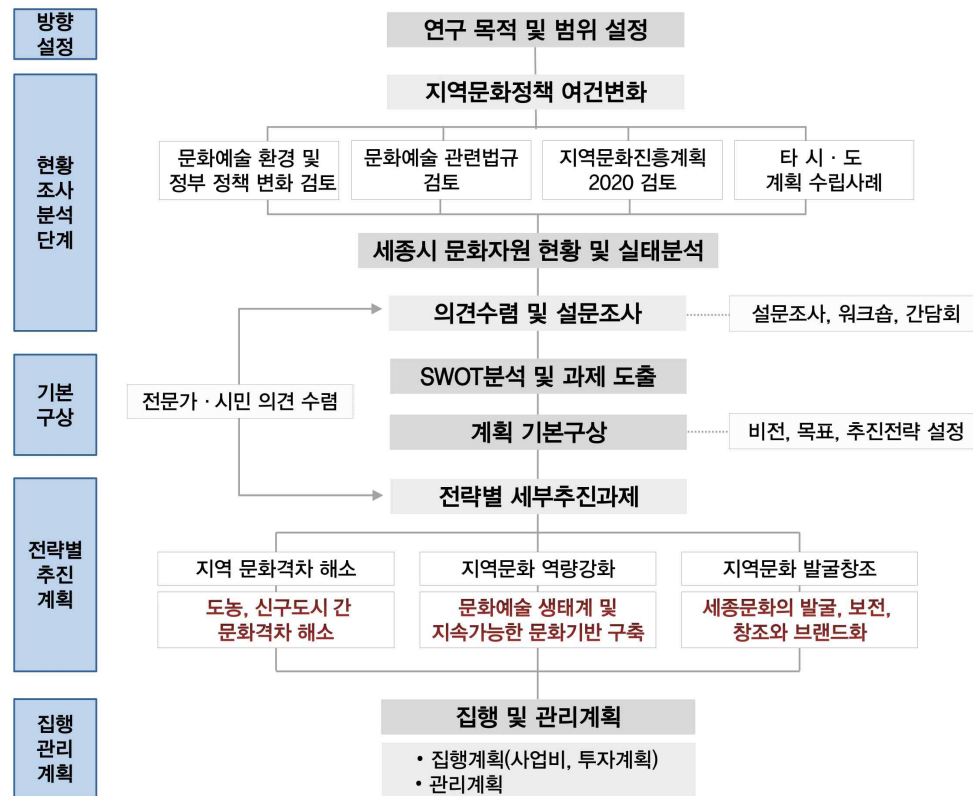 방향
설정
연구 목적 및 범위 설정
현황
조사
분석
단계
지역문화정책 여건변화
문화예술 환경 및
정부 정책 변화 검토
문화예술 관련법규
검토
지역문화진흥계획
2020 검토
타 시 · 도
계획 수립사례
세종시 문화자원 현황 및 실태분석
의견수렴 및 설문조사
설문조사, 워크숍, 간담회
기본
구상
SWOT분석 및 과제 도출
전문가 · 시민 의견 수렴
계획 기본구상
비전, 목표, 추진전략 설정
전략별
추진
계획
전략별 세부추진과제
지역 문화격차 해소
도농, 신구도시 간
문화격차 해소
지역문화 역량강화
문화예술 생태계 및
지속가능한 문화기반 구축
지역문화 발굴창조
세종문화의 발굴, 보전,
창조와 브랜드화
집행
관리
계획
집행 및 관리계획
• 집행계획(사업비, 투자계획)
• 관리계획